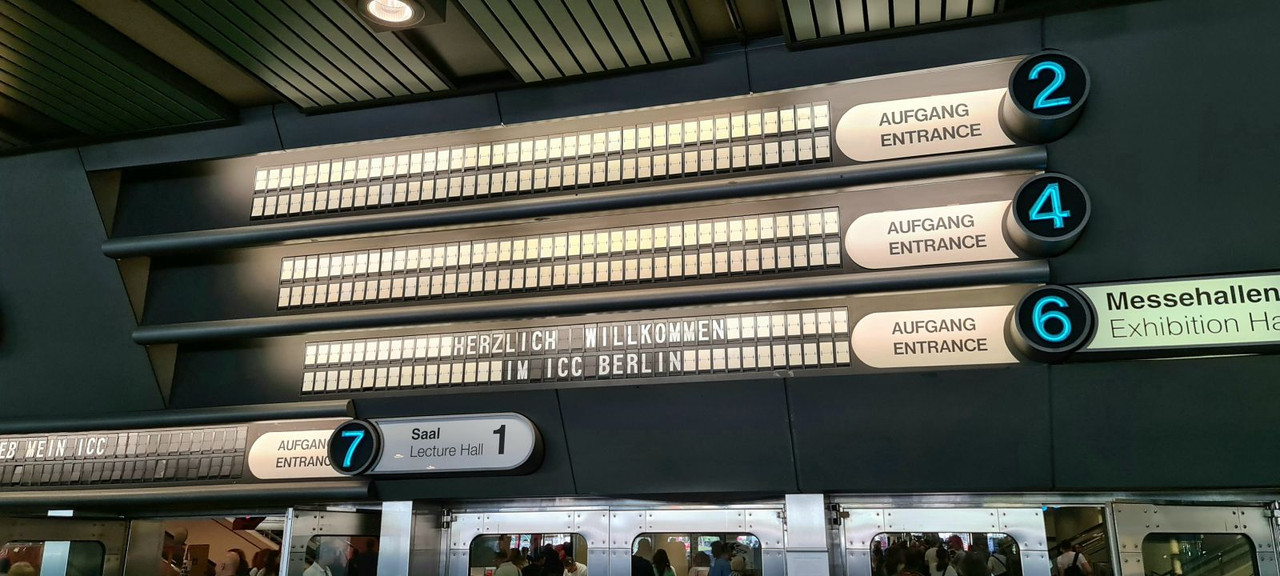 AUFGANG
ENTRANCE
2
AUFGANG
ENTRANCE
4
HERZLICH WILLKOMMEN
IM ICC BERLIN
AUFGANG
ENTRANCE
6
Messehallen
Exhibition
MEIN ICC
AUFGANG
ENTRANCE
7
Saal
Lecture Hall
1